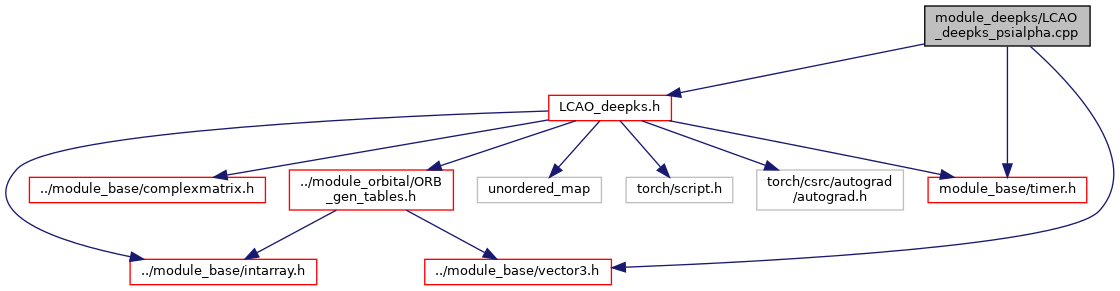 module_deepks/LCAO
_deepks_psialpha.cpp
LCAO_deepks.h
../module_base/complexmatrix.h
../module_orbital/ORB
_gen_tables.h
unordered_map
torch/script.h
torch/csrc/autograd
/autograd.h
module_base/timer.h
../module_base/intarray.h
../module_base/vector3.h